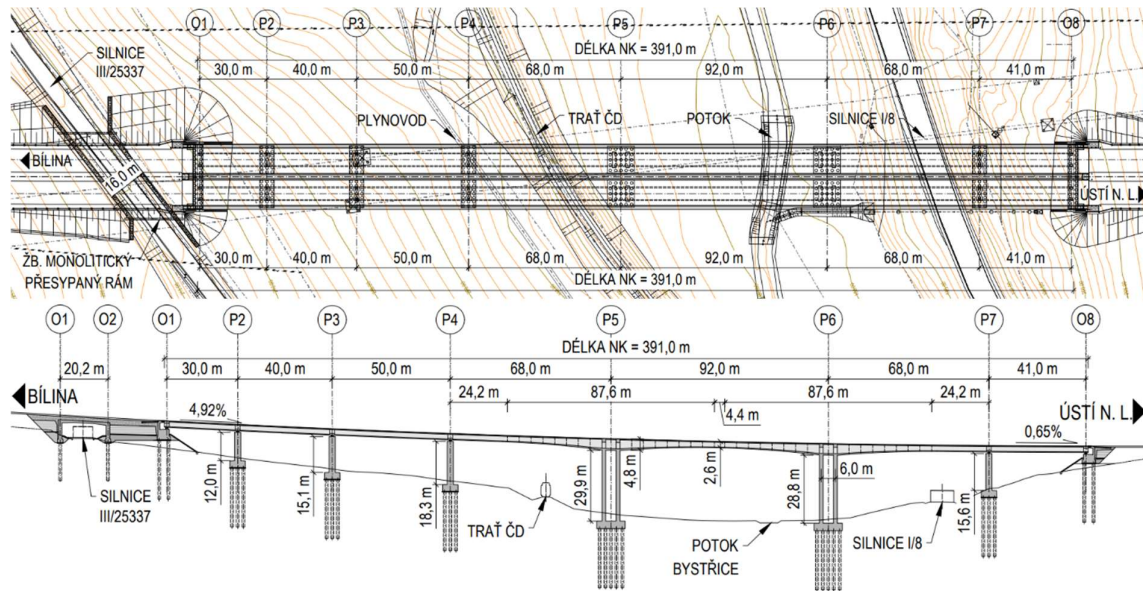 O1 P2 P3 P4 P5 P6 P7 O8
SILNICE
III/25337
DÉLKA NK = 391,0 m
30,0 m 40,0 m 50,0 m 68,0 m 92,0 m 68,0 m 41,0 m
PLYNOVOD
TRAŤ ČD
POTOK
SILNICE I/8
BÍLINA
16,0 m
ÚSTÍ N. L.
ŽB. MONOLITICKÝ
PŘESYPANÝ RÁM
30,0 m 40,0 m 50,0 m 68,0 m 92,0 m 68,0 m 41,0 m
DÉLKA NK = 391,0 m
O1 O2 O1 P2 P3 P4 P5 P6 P7 O8
DÉLKA NK = 391,0 m
20,2 m 30,0 m 40,0 m 50,0 m 68,0 m 92,0 m 68,0 m 41,0 m
24,2 m 87,6 m 87,6 m 24,2 m
4,4 m
BÍLINA
ÚSTÍ N. L.
4,92%
0,65%
12,0 m
15,1 m
18,3 m
29,9 m
4,8 m
2,6 m
28,8 m
6,0 m
15,6 m
SILNICE
III/25337
TRAŤ ČD
POTOK
BYSTŘICE
SILNICE I/8